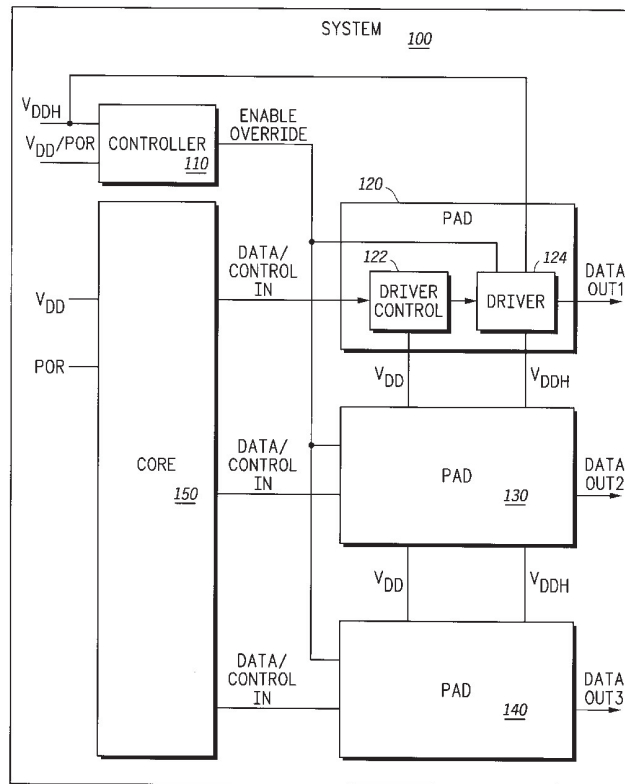 SYSTEM 100
VDDH
VDD/POR
CONTROLLER
110
ENABLE
OVERRIDE
120
PAD
DATA/
CONTROL
IN
122
DRIVER
CONTROL
124
DRIVER
DATA
OUT1
VDD
POR
VDD
VDDH
CORE
150
DATA/
CONTROL
IN
PAD
130
DATA
OUT2
VDD
VDDH
DATA/
CONTROL
IN
PAD
140
DATA
OUT3